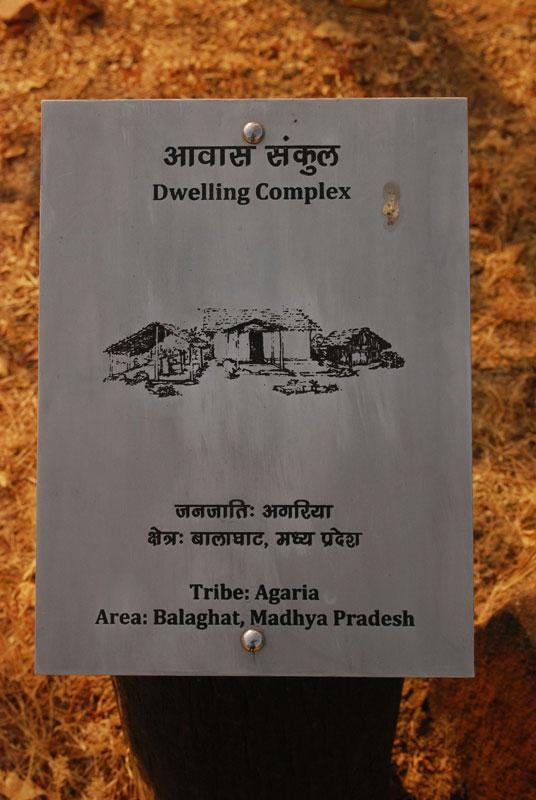 आवास संकुल
Dwelling Complex
जनजातिः अगरिया
क्षेत्रः बालाघाट, मध्य प्रदेश
Tribe: Agaria
Area: Balaghat, Madhya Pradesh